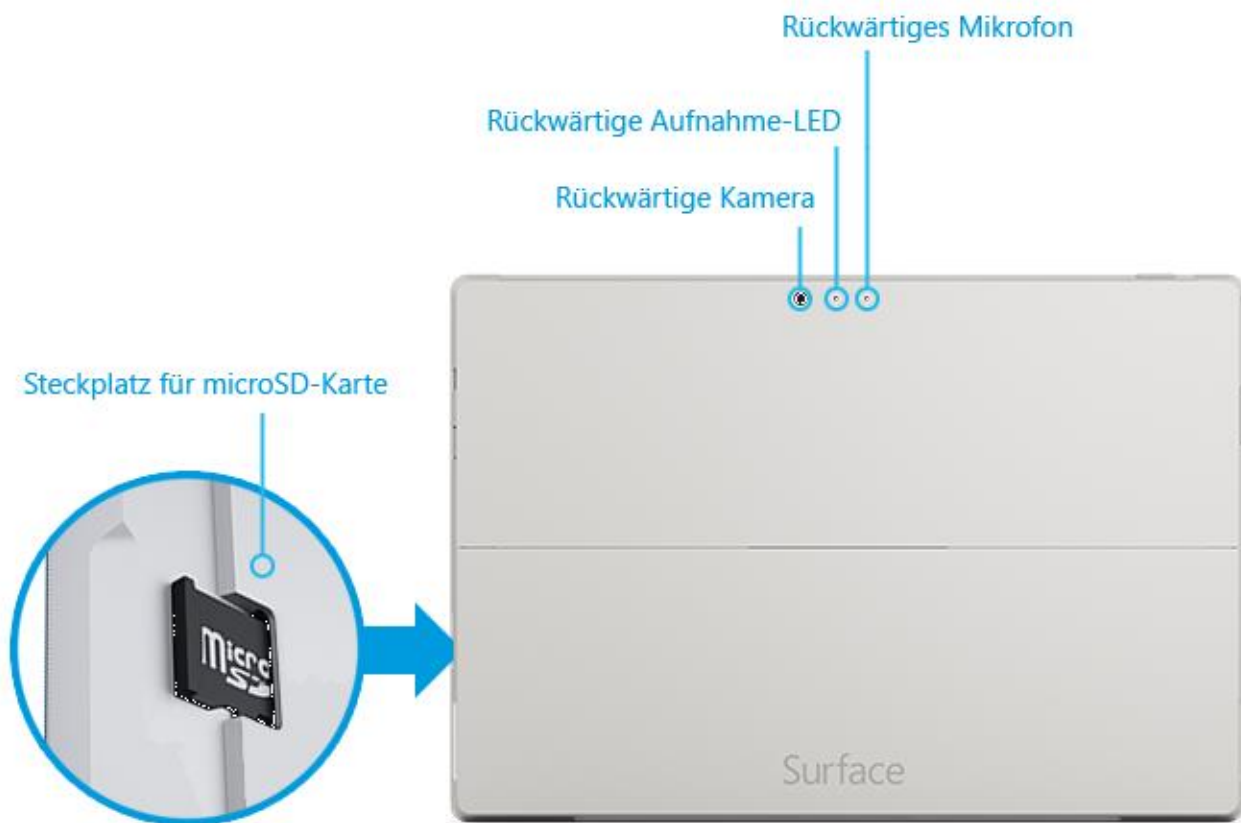 Rückwärtiges Mikrofon
Rückwärtige Aufnahme-LED
Rückwärtige Kamera
Steckplatz für microSD-Karte
micro
SD
Surface